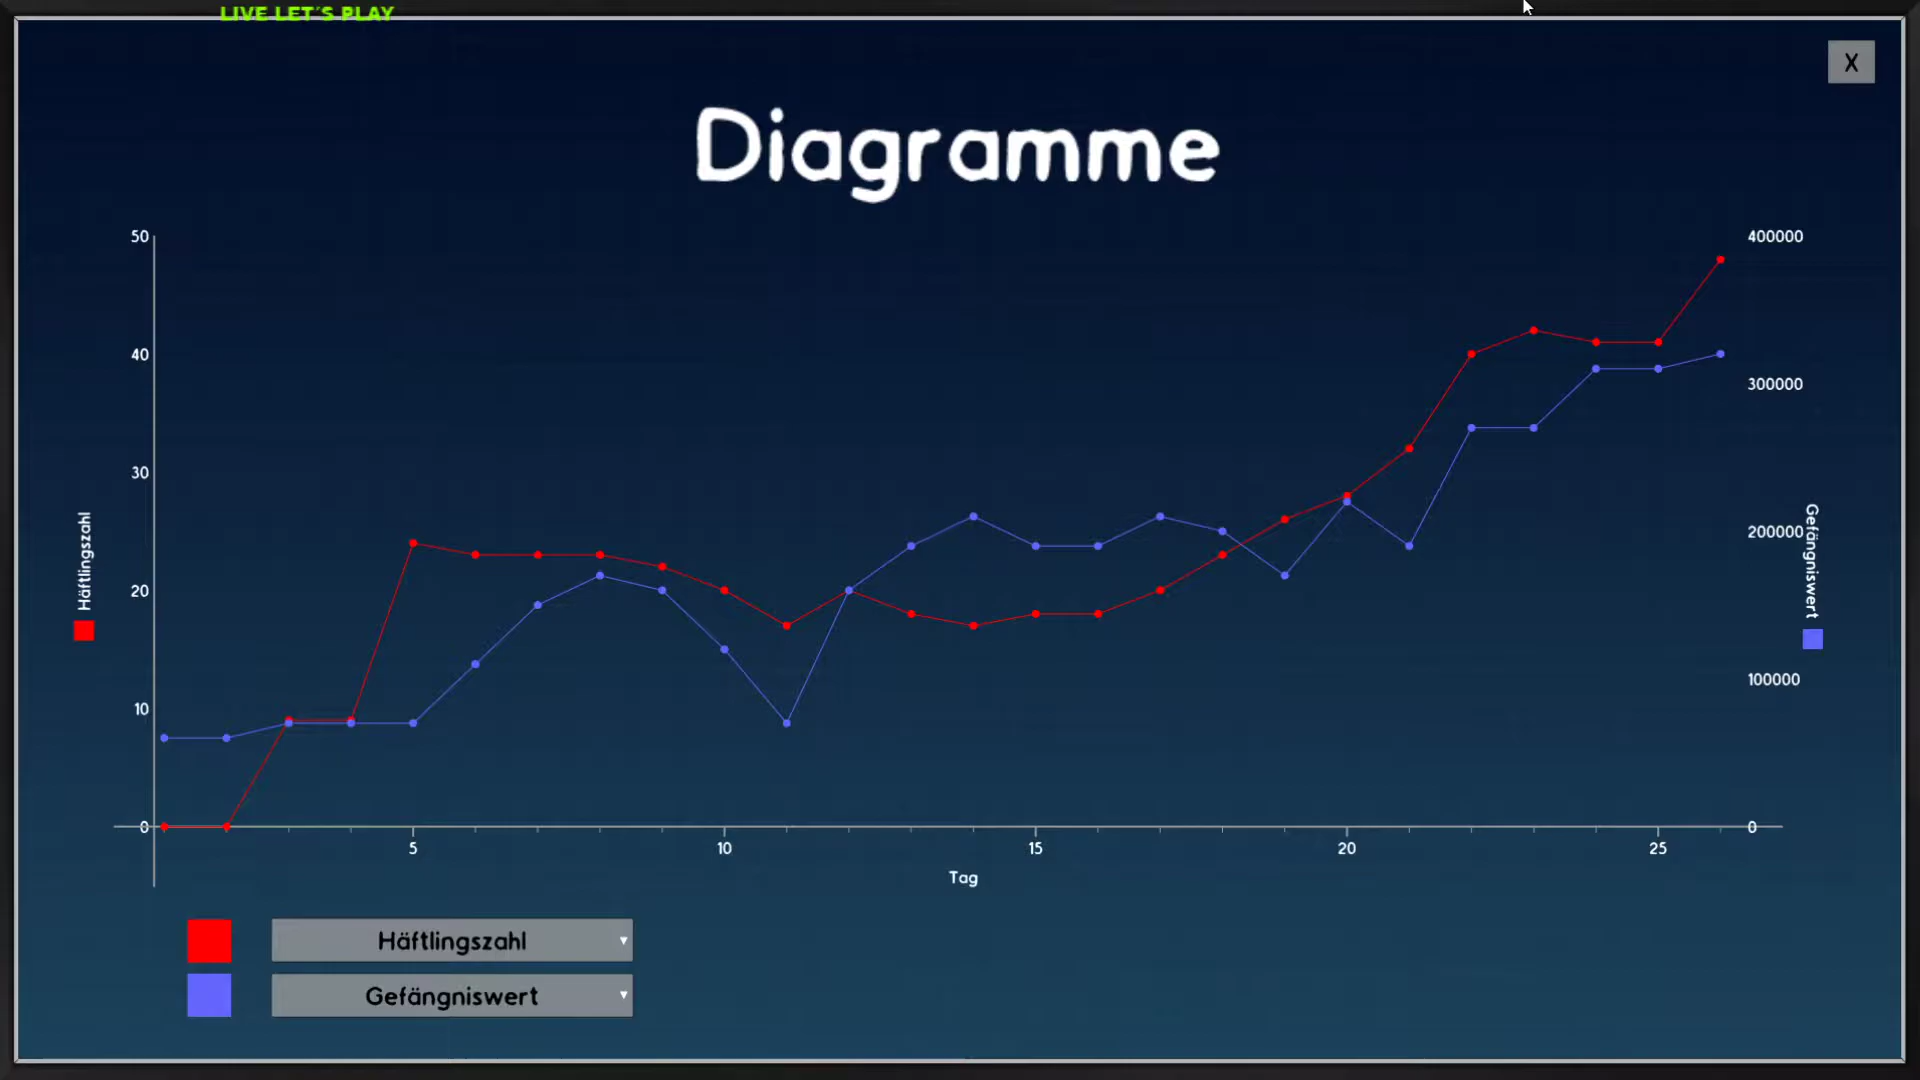 LIVE LET'S PLAY
X
Diagramme
50
40
30
20
10
0
Häftlingszahl
400000
300000
200000
100000
0
Gefängniswert
5 10 15 20 25
Tag
Häftlingszahl
Gefängniswert